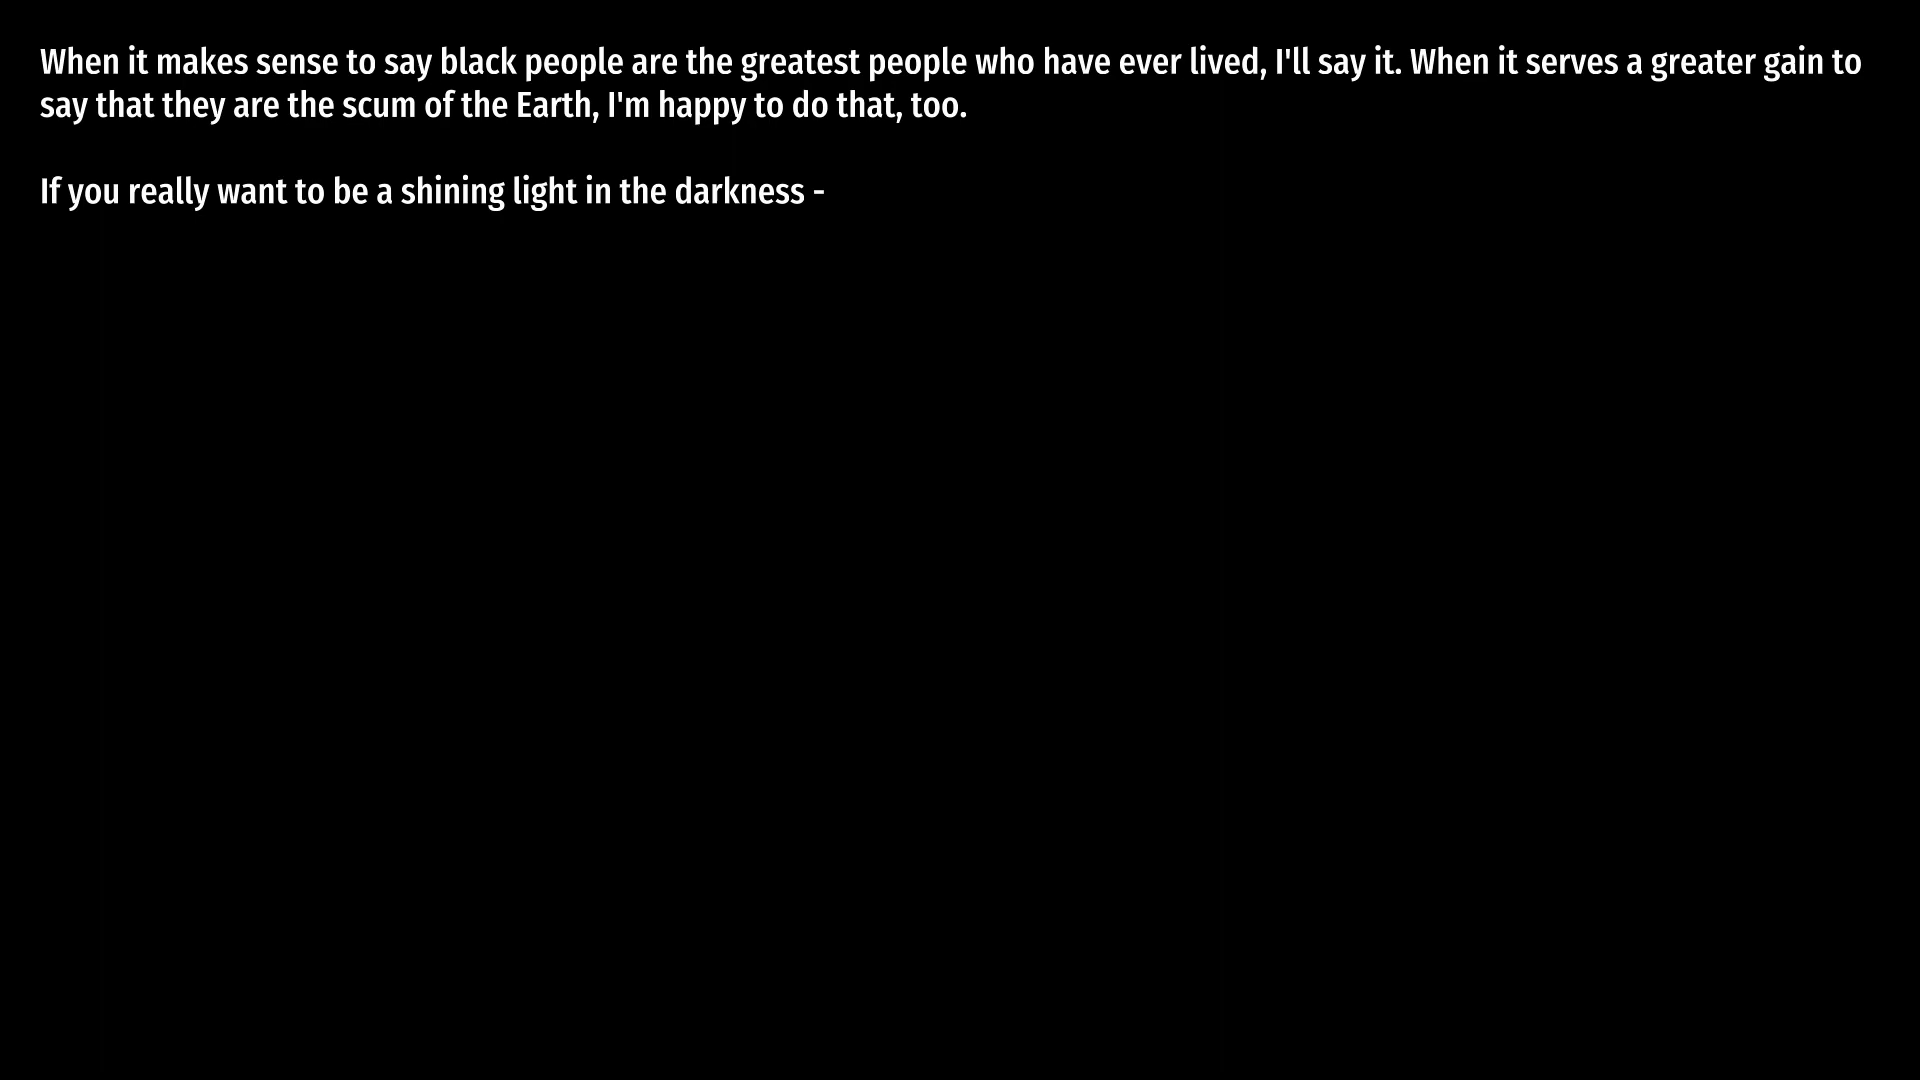 When it makes sense to say black people are the greatest people who have ever lived, I'll say it. When it serves a greater gain to
say that they are the scum of the Earth, I'm happy to do that, too.
If you really want to be a shining light in the darkness -